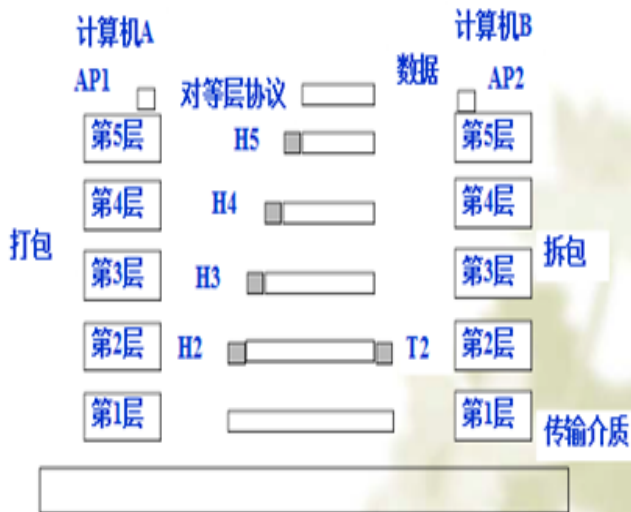 计算机A
计算机B
AP1
对等层协议
数据
AP2
第5层
H5
第5层
第4层
H4
第4层
打包
第3层
H3
第3层
拆包
第2层
H2
T2
第2层
第1层
第1层
传输介质